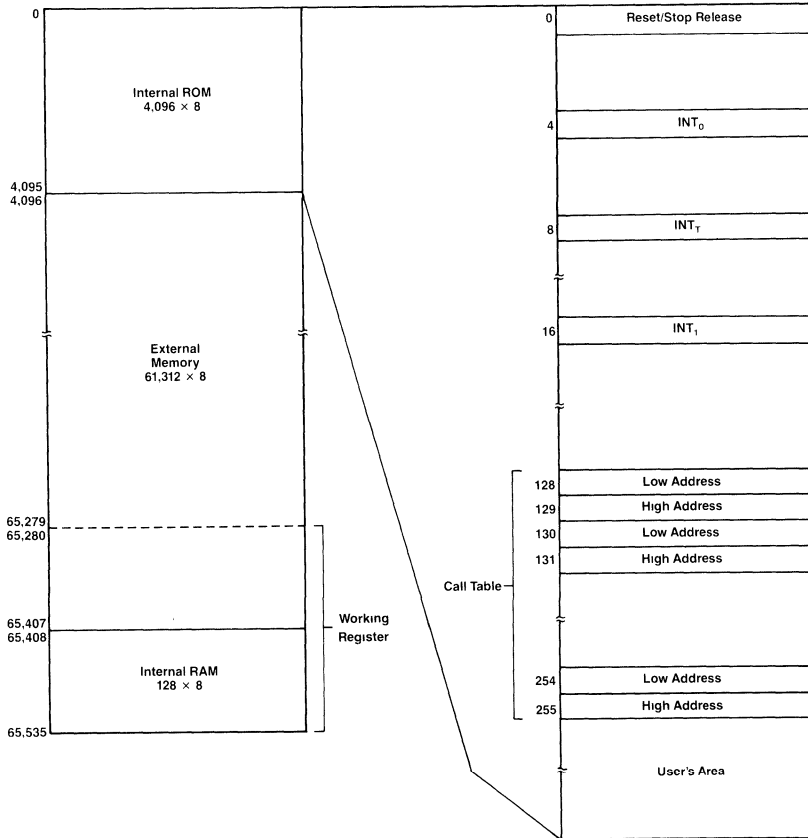 0
Internal ROM
4,096 × 8
4,095
4,096
External
Memory
61,312 × 8
65,279
65,280
65,407
65,408
Working
Register
Internal RAM
128 × 8
65,535
0
Reset/Stop Release
4
INT₀
8
INTT
16
INT₁
Call Table
128
Low Address
129
High Address
130
Low Address
131
High Address
254
Low Address
255
High Address
User's Area